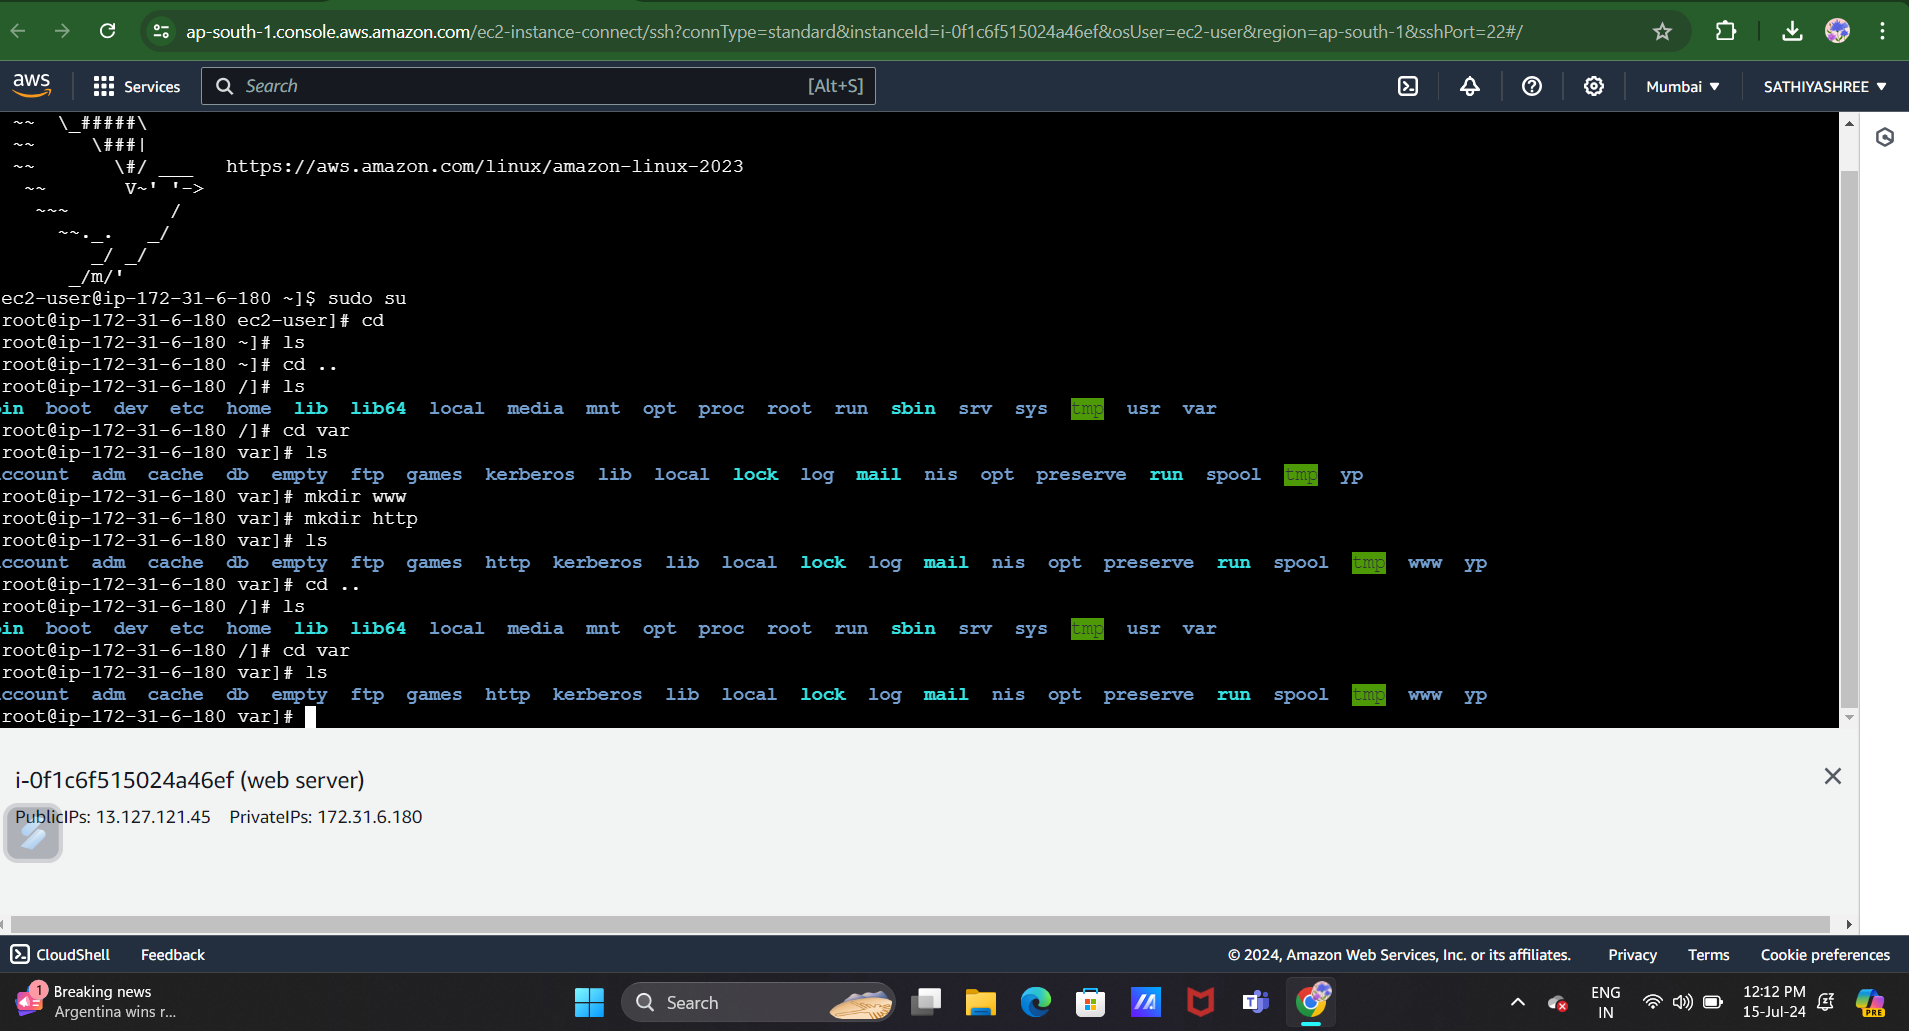 ap-south-1.console.aws.amazon.com/ec2-instance-connect/ssh?connType=standard&instanceId=i-0f1c6f515024a46ef&osUser=ec2-user&region=ap-south-1&sshPort=22#/
aws Services Search [Alt+S] Mumbai ▼ SATHIYASHREE ▼
~~  \_#####\
~~     \###|
~~       \#/ ___   https://aws.amazon.com/linux/amazon-linux-2023
 ~~       V~' '->
  ~~~         /
    ~~._.   _/
       _/ _/
     _/m/'
ec2-user@ip-172-31-6-180 ~]$ sudo su
root@ip-172-31-6-180 ec2-user]# cd
root@ip-172-31-6-180 ~]# ls
root@ip-172-31-6-180 ~]# cd ..
root@ip-172-31-6-180 /]# ls
in  boot  dev  etc  home  lib  lib64  local  media  mnt  opt  proc  root  run  sbin  srv  sys  tmp  usr  var
root@ip-172-31-6-180 /]# cd var
root@ip-172-31-6-180 var]# ls
ccount  adm  cache  db  empty  ftp  games  kerberos  lib  local  lock  log  mail  nis  opt  preserve  run  spool  tmp  yp
root@ip-172-31-6-180 var]# mkdir www
root@ip-172-31-6-180 var]# mkdir http
root@ip-172-31-6-180 var]# ls
ccount  adm  cache  db  empty  ftp  games  http  kerberos  lib  local  lock  log  mail  nis  opt  preserve  run  spool  tmp  www  yp
root@ip-172-31-6-180 var]# cd ..
root@ip-172-31-6-180 /]# ls
in  boot  dev  etc  home  lib  lib64  local  media  mnt  opt  proc  root  run  sbin  srv  sys  tmp  usr  var
root@ip-172-31-6-180 /]# cd var
root@ip-172-31-6-180 var]# ls
ccount  adm  cache  db  empty  ftp  games  http  kerberos  lib  local  lock  log  mail  nis  opt  preserve  run  spool  tmp  www  yp
root@ip-172-31-6-180 var]#
i-0f1c6f515024a46ef (web server)
PublicIPs: 13.127.121.45 PrivateIPs: 172.31.6.180
CloudShell Feedback © 2024, Amazon Web Services, Inc. or its affiliates. Privacy Terms Cookie preferences
1 Breaking news
Argentina wins r...
Search
ENG
IN
12:12 PM
15-Jul-24
PRE